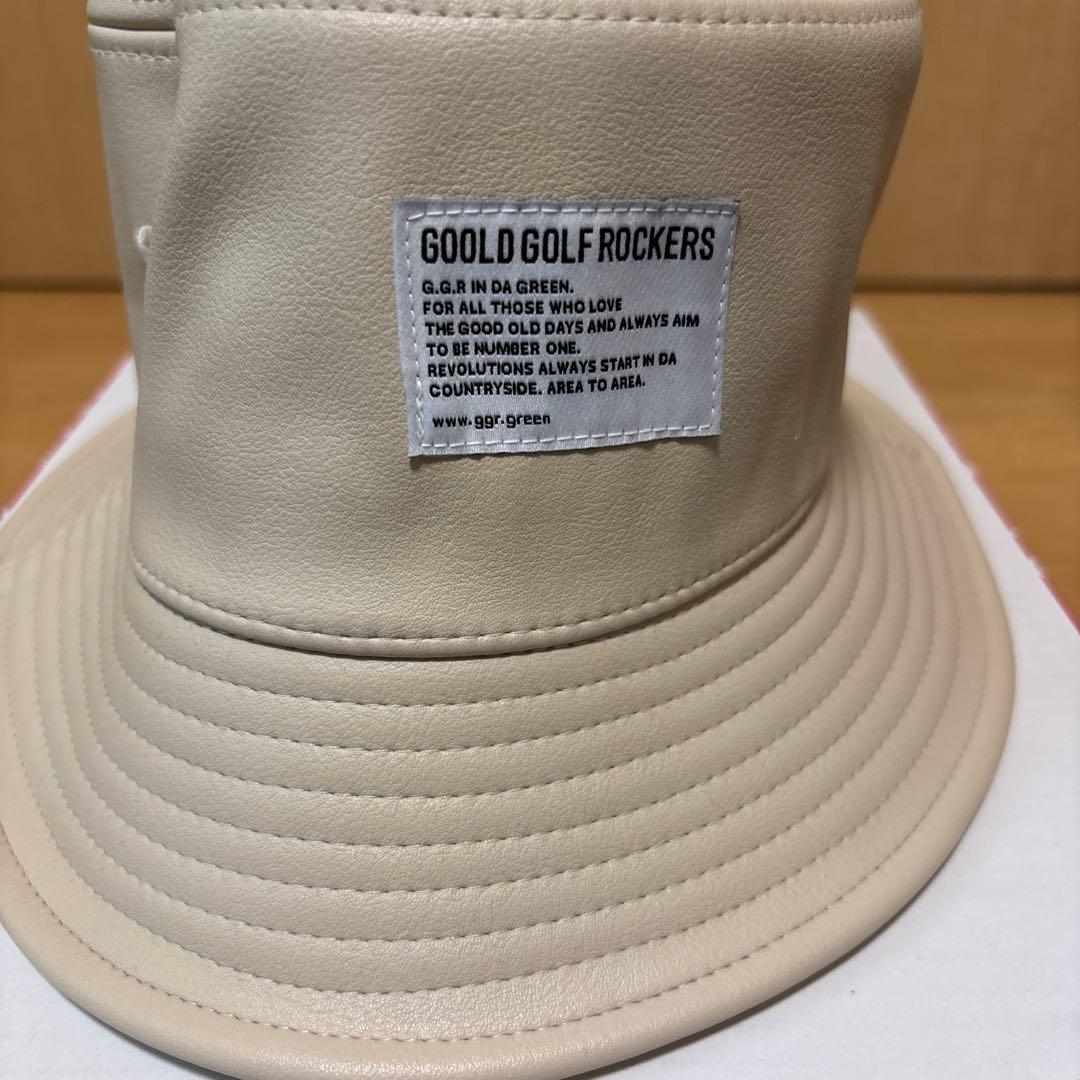 GOOLD GOLF ROCKERS
G.G.R IN DA GREEN.
FOR ALL THOSE WHO LOVE
THE GOOD OLD DAYS AND ALWAYS AIM
TO BE NUMBER ONE.
REVOLUTIONS ALWAYS START IN DA
COUNTRYSIDE. AREA TO AREA.
www.ggr.green